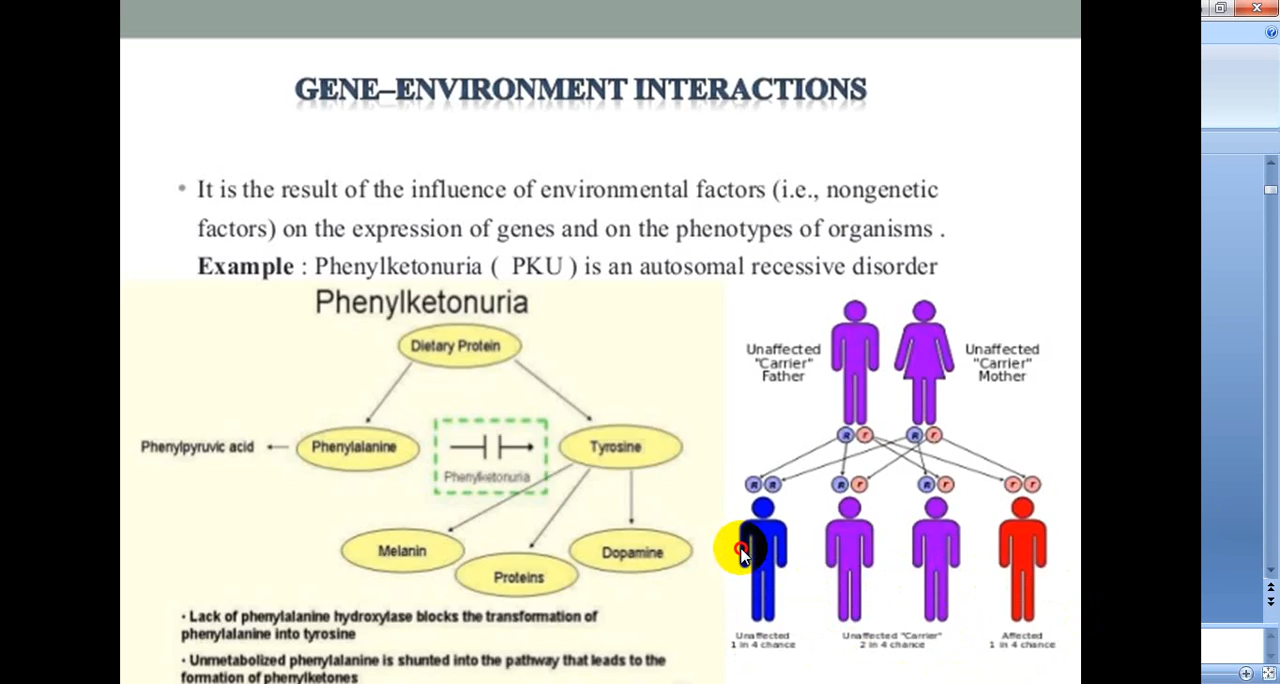 GENE–ENVIRONMENT INTERACTIONS
• It is the result of the influence of environmental factors (i.e., nongenetic
factors) on the expression of genes and on the phenotypes of organisms .
Example : Phenylketonuria ( PKU ) is an autosomal recessive disorder
Phenylketonuria
Dietary Protein
Phenylpyruvic acid
Phenylalanine
Phenylketonuria
Tyrosine
Melanin
Proteins
Dopamine
• Lack of phenylalanine hydroxylase blocks the transformation of
phenylalanine into tyrosine
• Unmetabolized phenylalanine is shunted into the pathway that leads to the
formation of phenylketones
Unaffected
"Carrier"
Father
Unaffected
"Carrier"
Mother
R r R r
R R R r R r r r
Unaffected
1 in 4 chance
Unaffected "Carrier"
2 in 4 chance
Affected
1 in 4 chance